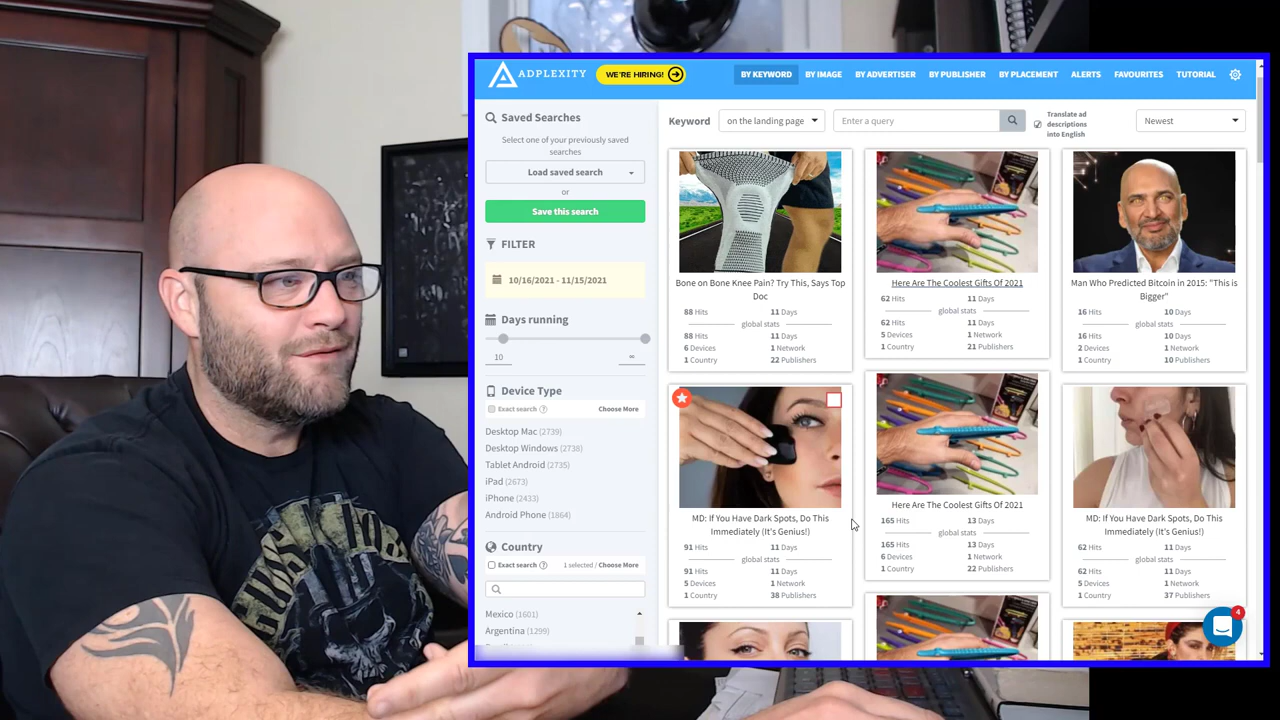 ADPLEXITY
WE'RE HIRING!
BY KEYWORD
BY IMAGE
BY ADVERTISER
BY PUBLISHER
BY PLACEMENT
ALERTS
FAVOURITES
TUTORIAL
Saved Searches
Select one of your previously saved
searches
Load saved search
or
Save this search
FILTER
10/16/2021 - 11/15/2021
Days running
10
∞
Device Type
Exact search ?
Choose More
Desktop Mac (2739)
Desktop Windows (2738)
Tablet Android (2735)
iPad (2673)
iPhone (2433)
Android Phone (1864)
Country
Exact search ?
1 selected / Choose More
Mexico (1601)
Argentina (1299)
Keyword
on the landing page
Enter a query
Translate ad
descriptions
into English
Newest
Bone on Bone Knee Pain? Try This, Says Top
Doc
88 Hits 11 Days
global stats
88 Hits 11 Days
6 Devices 1 Network
1 Country 22 Publishers
Here Are The Coolest Gifts Of 2021
62 Hits 11 Days
global stats
62 Hits 11 Days
5 Devices 1 Network
1 Country 21 Publishers
Man Who Predicted Bitcoin in 2015: "This is
Bigger"
16 Hits 10 Days
global stats
16 Hits 10 Days
2 Devices 1 Network
1 Country 10 Publishers
MD: If You Have Dark Spots, Do This
Immediately (It's Genius!)
91 Hits 11 Days
global stats
91 Hits 11 Days
5 Devices 1 Network
1 Country 38 Publishers
Here Are The Coolest Gifts Of 2021
165 Hits 13 Days
global stats
165 Hits 13 Days
6 Devices 1 Network
1 Country 22 Publishers
MD: If You Have Dark Spots, Do This
Immediately (It's Genius!)
62 Hits 11 Days
global stats
62 Hits 11 Days
5 Devices 1 Network
1 Country 37 Publishers
4